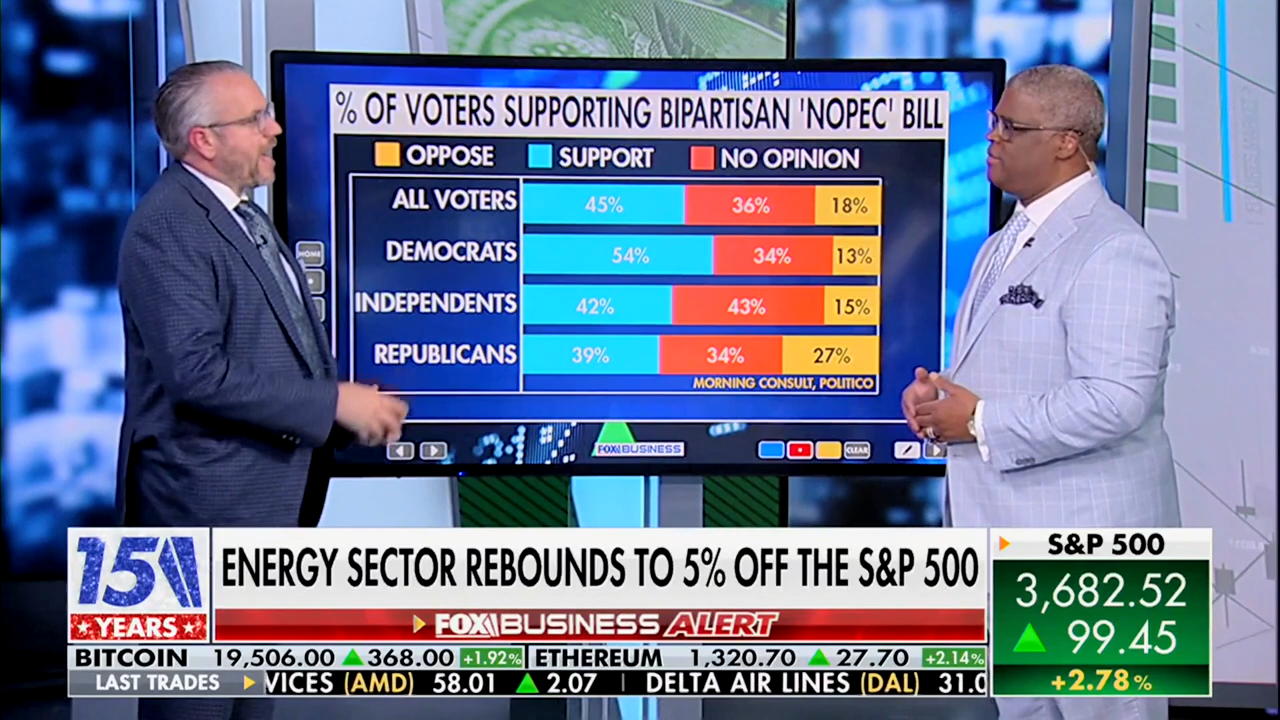 % OF VOTERS SUPPORTING BIPARTISAN 'NOPEC' BILL
OPPOSE SUPPORT NO OPINION
ALL VOTERS 45% 36% 18%
DEMOCRATS 54% 34% 13%
INDEPENDENTS 42% 43% 15%
REPUBLICANS 39% 34% 27%
MORNING CONSULT, POLITICO
HOME
FOX BUSINESS
CLEAR
15 YEARS
ENERGY SECTOR REBOUNDS TO 5% OFF THE S&P 500
FOX BUSINESS ALERT
S&P 500
3,682.52
99.45
+2.78%
BITCOIN 19,506.00 368.00 +1.92% ETHEREUM 1,320.70 27.70 +2.14%
LAST TRADES VICES (AMD) 58.01 2.07 | DELTA AIR LINES (DAL) 31.0